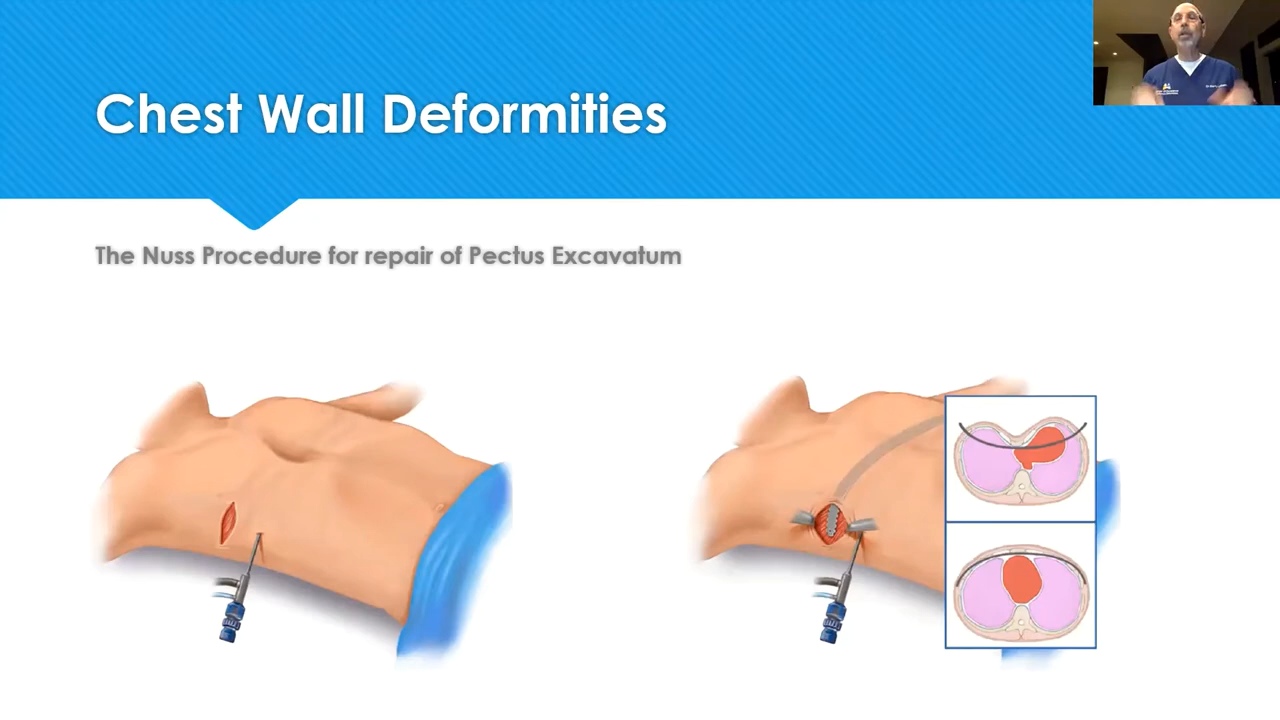 Chest Wall Deformities
The Nuss Procedure for repair of Pectus Excavatum